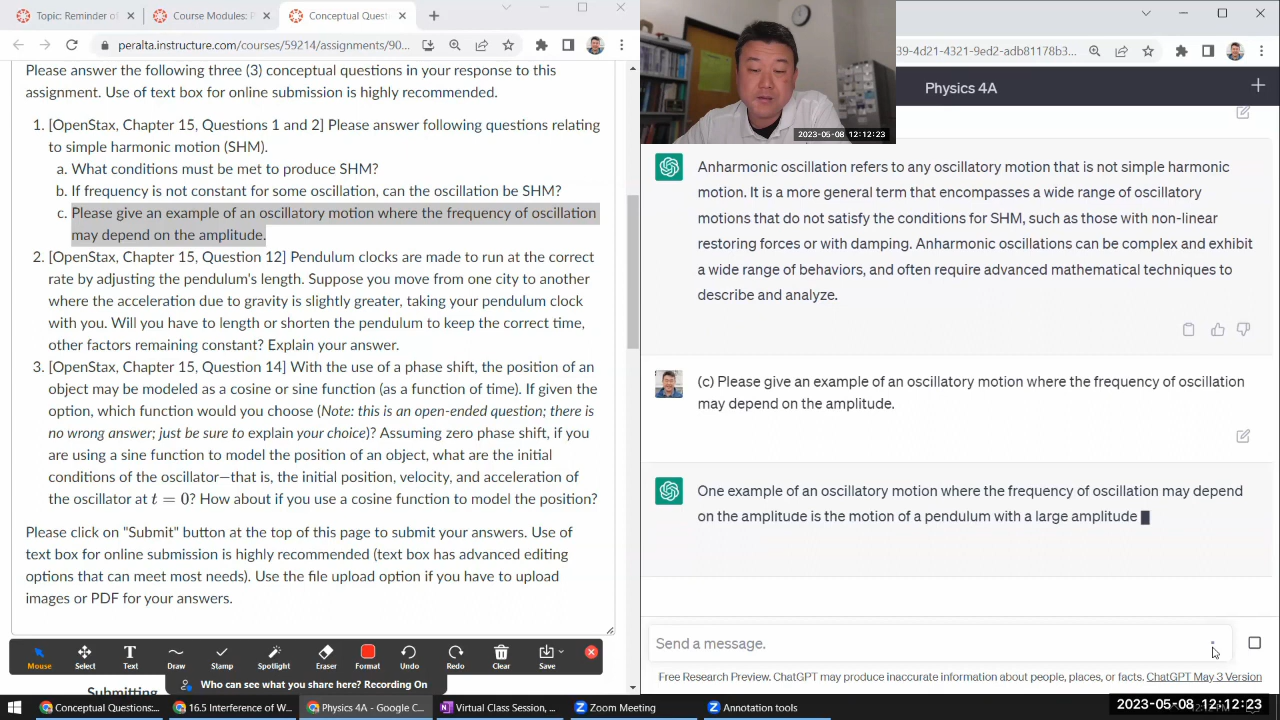 Topic: Reminder of
Course Modules: P
Conceptual Quest
peralta.instructure.com/courses/59214/assignments/90...
Please answer the following three (3) conceptual questions in your response to this
assignment. Use of text box for online submission is highly recommended.
1. [OpenStax, Chapter 15, Questions 1 and 2] Please answer following questions relating
to simple harmonic motion (SHM).
a. What conditions must be met to produce SHM?
b. If frequency is not constant for some oscillation, can the oscillation be SHM?
c. Please give an example of an oscillatory motion where the frequency of oscillation
may depend on the amplitude.
2. [OpenStax, Chapter 15, Question 12] Pendulum clocks are made to run at the correct
rate by adjusting the pendulum's length. Suppose you move from one city to another
where the acceleration due to gravity is slightly greater, taking your pendulum clock
with you. Will you have to length or shorten the pendulum to keep the correct time,
other factors remaining constant? Explain your answer.
3. [OpenStax, Chapter 15, Question 14] With the use of a phase shift, the position of an
object may be modeled as a cosine or sine function (as a function of time). If given the
option, which function would you choose (Note: this is an open-ended question; there is
no wrong answer; just be sure to explain your choice)? Assuming zero phase shift, if you
are using a sine function to model the position of an object, what are the initial
conditions of the oscillator—that is, the initial position, velocity, and acceleration of
the oscillator at t = 0? How about if you use a cosine function to model the position?
Please click on "Submit" button at the top of this page to submit your answers. Use of
text box for online submission is highly recommended (text box has advanced editing
options that can meet most needs). Use the file upload option if you have to upload
images or PDF for your answers.
Mouse Select Text Draw Stamp Spotlight Eraser Format Undo Redo Clear Save
Who can see what you share here? Recording On
Submitting
2023-05-08 12:12:23
39-4d21-4321-9ed2-adb81178b3...
Physics 4A
Anharmonic oscillation refers to any oscillatory motion that is not simple harmonic
motion. It is a more general term that encompasses a wide range of oscillatory
motions that do not satisfy the conditions for SHM, such as those with non-linear
restoring forces or with damping. Anharmonic oscillations can be complex and exhibit
a wide range of behaviors, and often require advanced mathematical techniques to
describe and analyze.
(c) Please give an example of an oscillatory motion where the frequency of oscillation
may depend on the amplitude.
One example of an oscillatory motion where the frequency of oscillation may depend
on the amplitude is the motion of a pendulum with a large amplitude
Send a message.
Free Research Preview. ChatGPT may produce inaccurate information about people, places, or facts. ChatGPT May 3 Version
Conceptual Questions:... 16.5 Interference of W... Physics 4A - Google C... Virtual Class Session, ... Zoom Meeting Annotation tools
2023-05-08 12:12:23